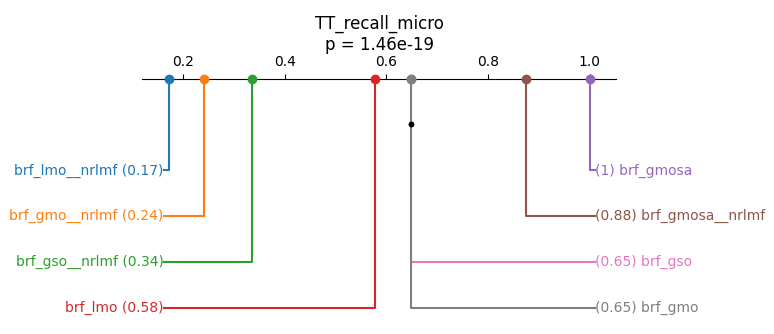 TT_recall_micro
p = 1.46e-19
0.2 0.4 0.6 0.8 1.0
brf_lmo__nrlmf (0.17)
(1) brf_gmosa
brf_gmo__nrlmf (0.24)
(0.88) brf_gmosa__nrlmf
brf_gso__nrlmf (0.34)
(0.65) brf_gso
brf_lmo (0.58)
(0.65) brf_gmo